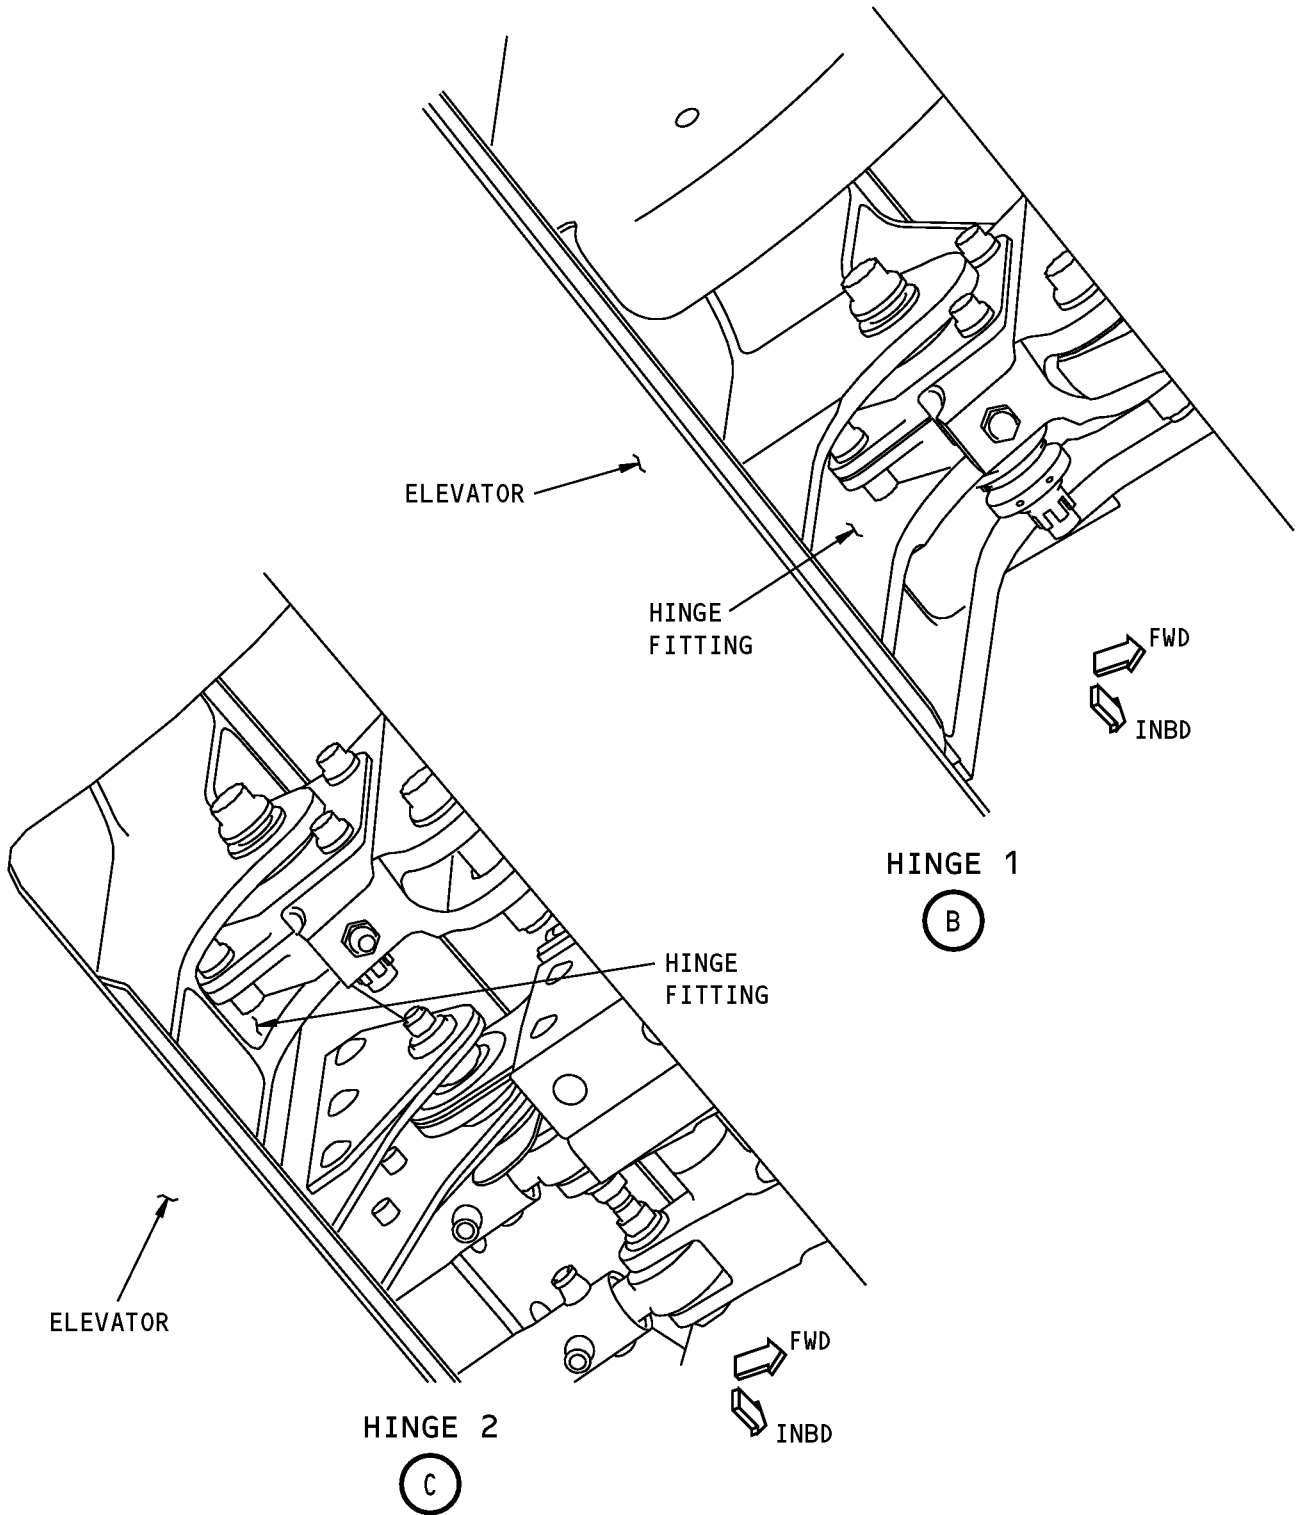 ELEVATOR
HINGE
FITTING
FWD
INBD
HINGE 1
B
HINGE
FITTING
ELEVATOR
FWD
INBD
HINGE 2
C